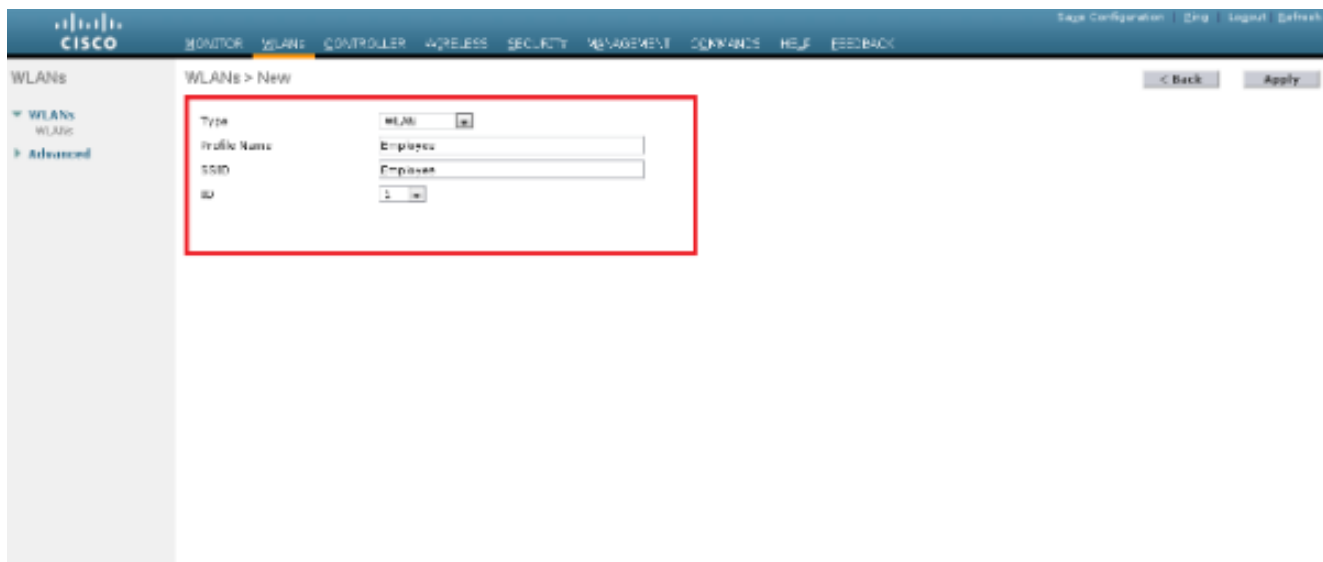 Save Configuration | Ping | Logout | Refresh
CISCO
MONITOR WLANs CONTROLLER WIRELESS SECURITY MANAGEMENT COMMANDS HELP FEEDBACK
WLANs
WLANs > New
< Back
Apply
WLANs
WLANs
Advanced
Type WLAN
Profile Name Employee
SSID Employee
ID 1